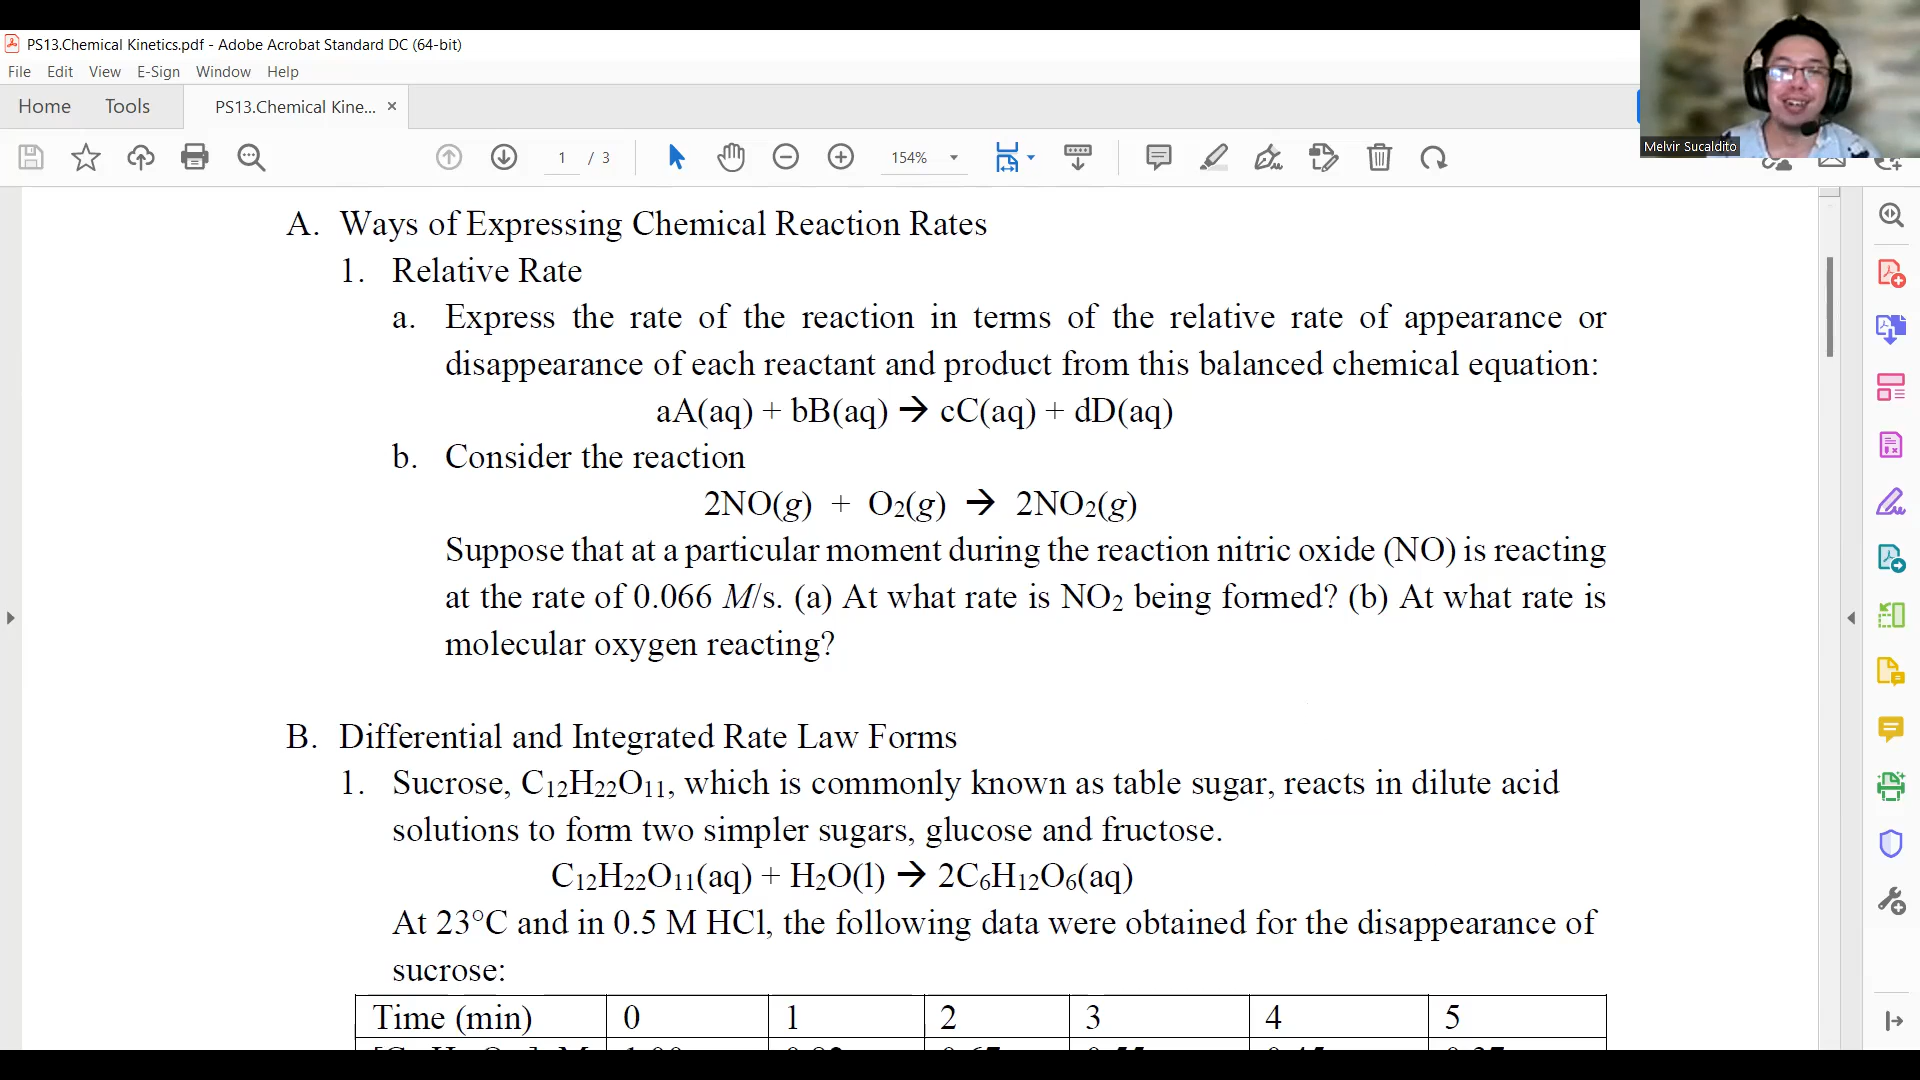 PS13.Chemical Kinetics.pdf - Adobe Acrobat Standard DC (64-bit)
File Edit View E-Sign Window Help
Home Tools PS13.Chemical Kine... ×
1 / 3 154%
Melvir Sucaldito
A. Ways of Expressing Chemical Reaction Rates
1. Relative Rate
a. Express the rate of the reaction in terms of the relative rate of appearance or
disappearance of each reactant and product from this balanced chemical equation:
aA(aq) + bB(aq) → cC(aq) + dD(aq)
b. Consider the reaction
2NO(g) + O₂(g) → 2NO₂(g)
Suppose that at a particular moment during the reaction nitric oxide (NO) is reacting
at the rate of 0.066 M/s. (a) At what rate is NO₂ being formed? (b) At what rate is
molecular oxygen reacting?
B. Differential and Integrated Rate Law Forms
1. Sucrose, C₁₂H₂₂O₁₁, which is commonly known as table sugar, reacts in dilute acid
solutions to form two simpler sugars, glucose and fructose.
C₁₂H₂₂O₁₁(aq) + H₂O(l) → 2C₆H₁₂O₆(aq)
At 23°C and in 0.5 M HCl, the following data were obtained for the disappearance of
sucrose:
Time (min) 0 1 2 3 4 5